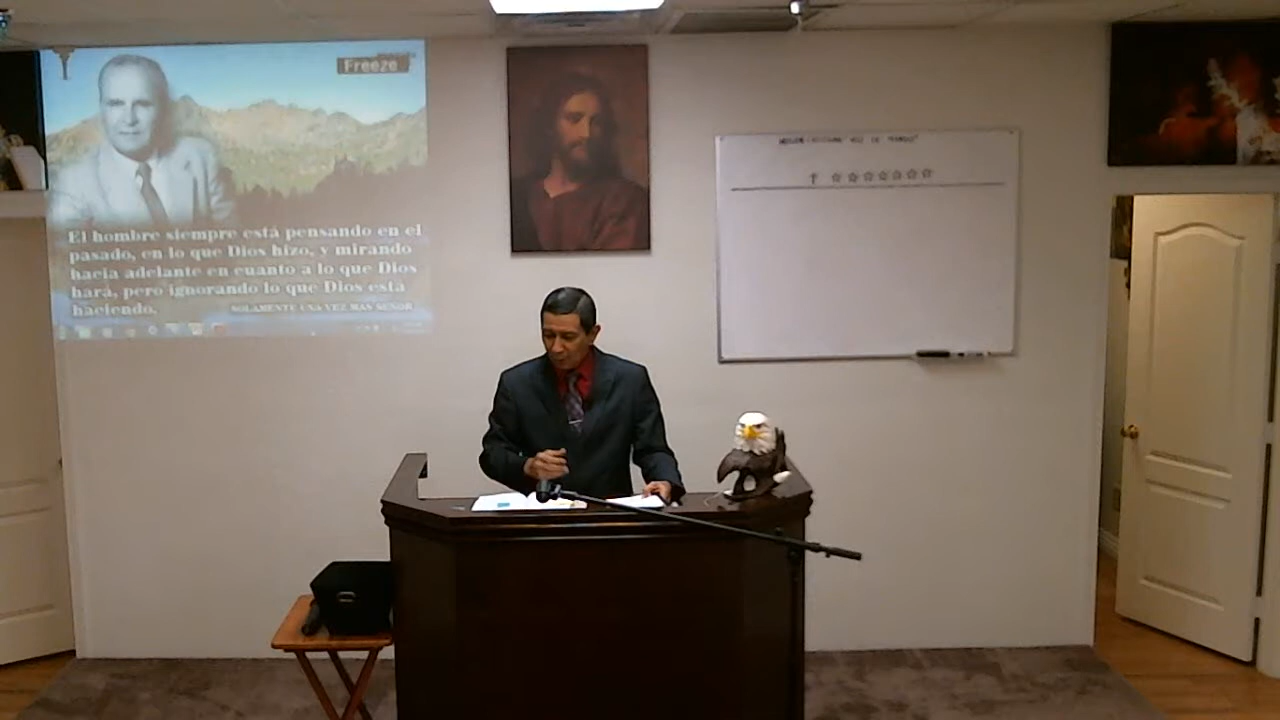 Freeze
El hombre siempre está pensando en el
pasado, en lo que Dios hizo, y mirando
hacia adelante en cuanto a lo que Dios
hará, pero ignorando lo que Dios está
haciendo.
SOLAMENTE UNA VEZ MAS SEÑOR